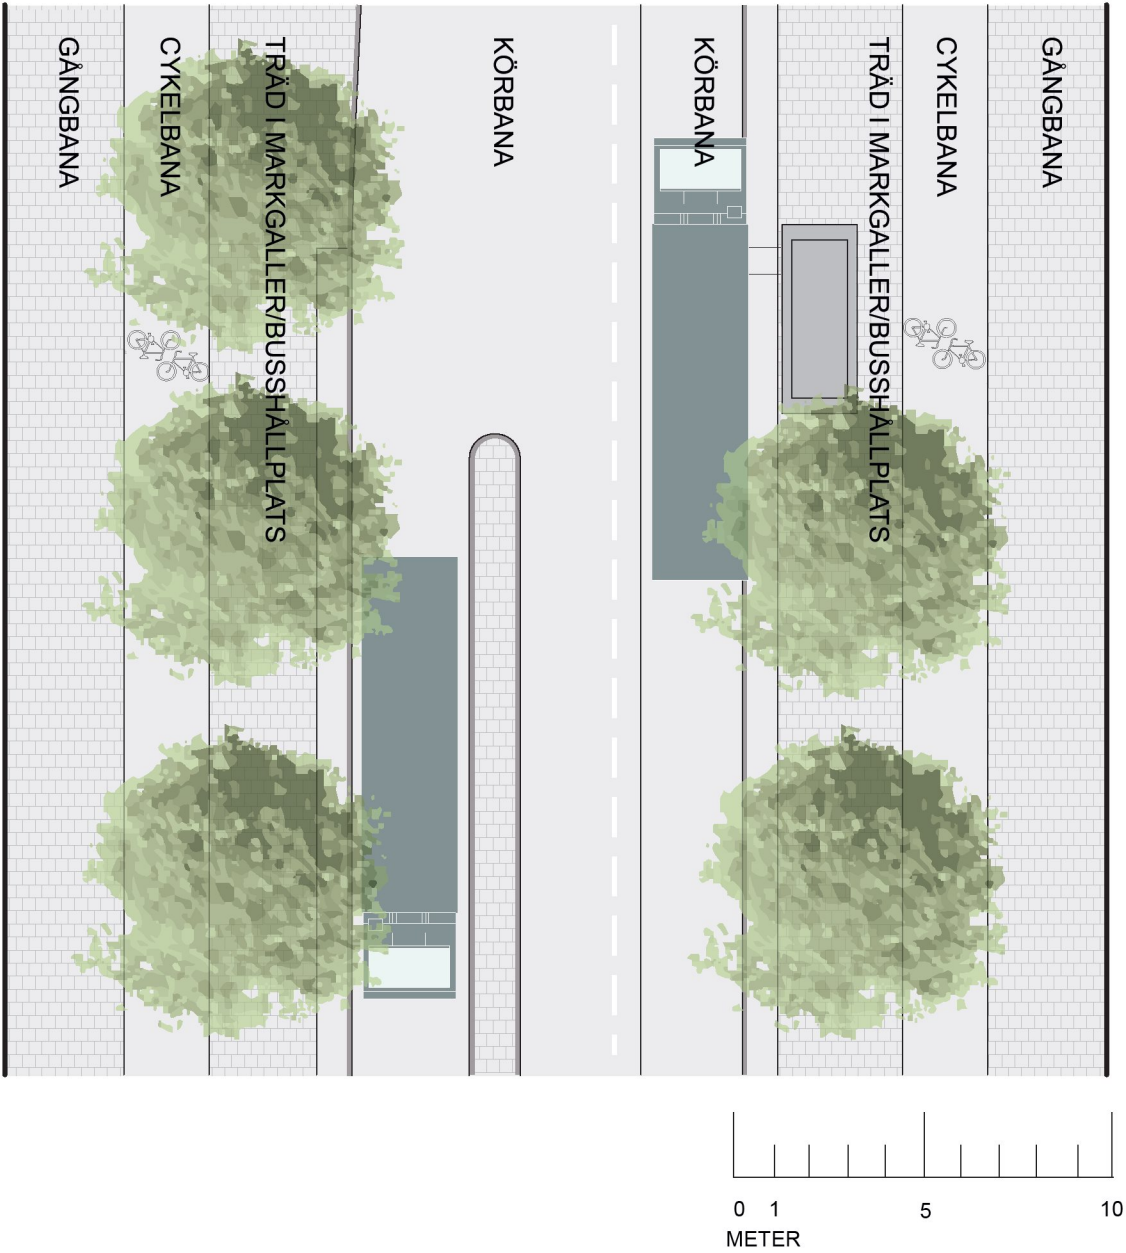 GÅNGBANA
CYKELBANA
TRÄD I MARKGALLER/BUSSHÅLLPLATS
KÖRBANA
KÖRBANA
TRÄD I MARKGALLER/BUSSHÅLLPLATS
CYKELBANA
GÅNGBANA
0 1 5 10
METER